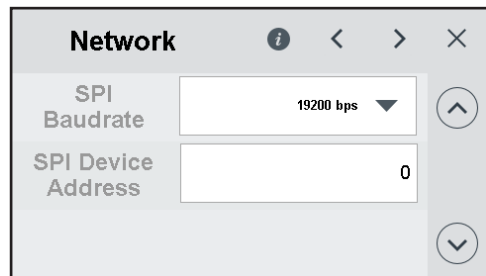 Network
SPI
Baudrate
19200 bps
SPI Device
Address
0